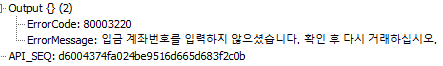 Output {} (2)
ErrorCode: 80003220
ErrorMessage: 입금 계좌번호를 입력하지 않으셨습니다. 확인 후 다시 거래하십시오.
API_SEQ: d6004374fa024be9516d665d683f2c0b